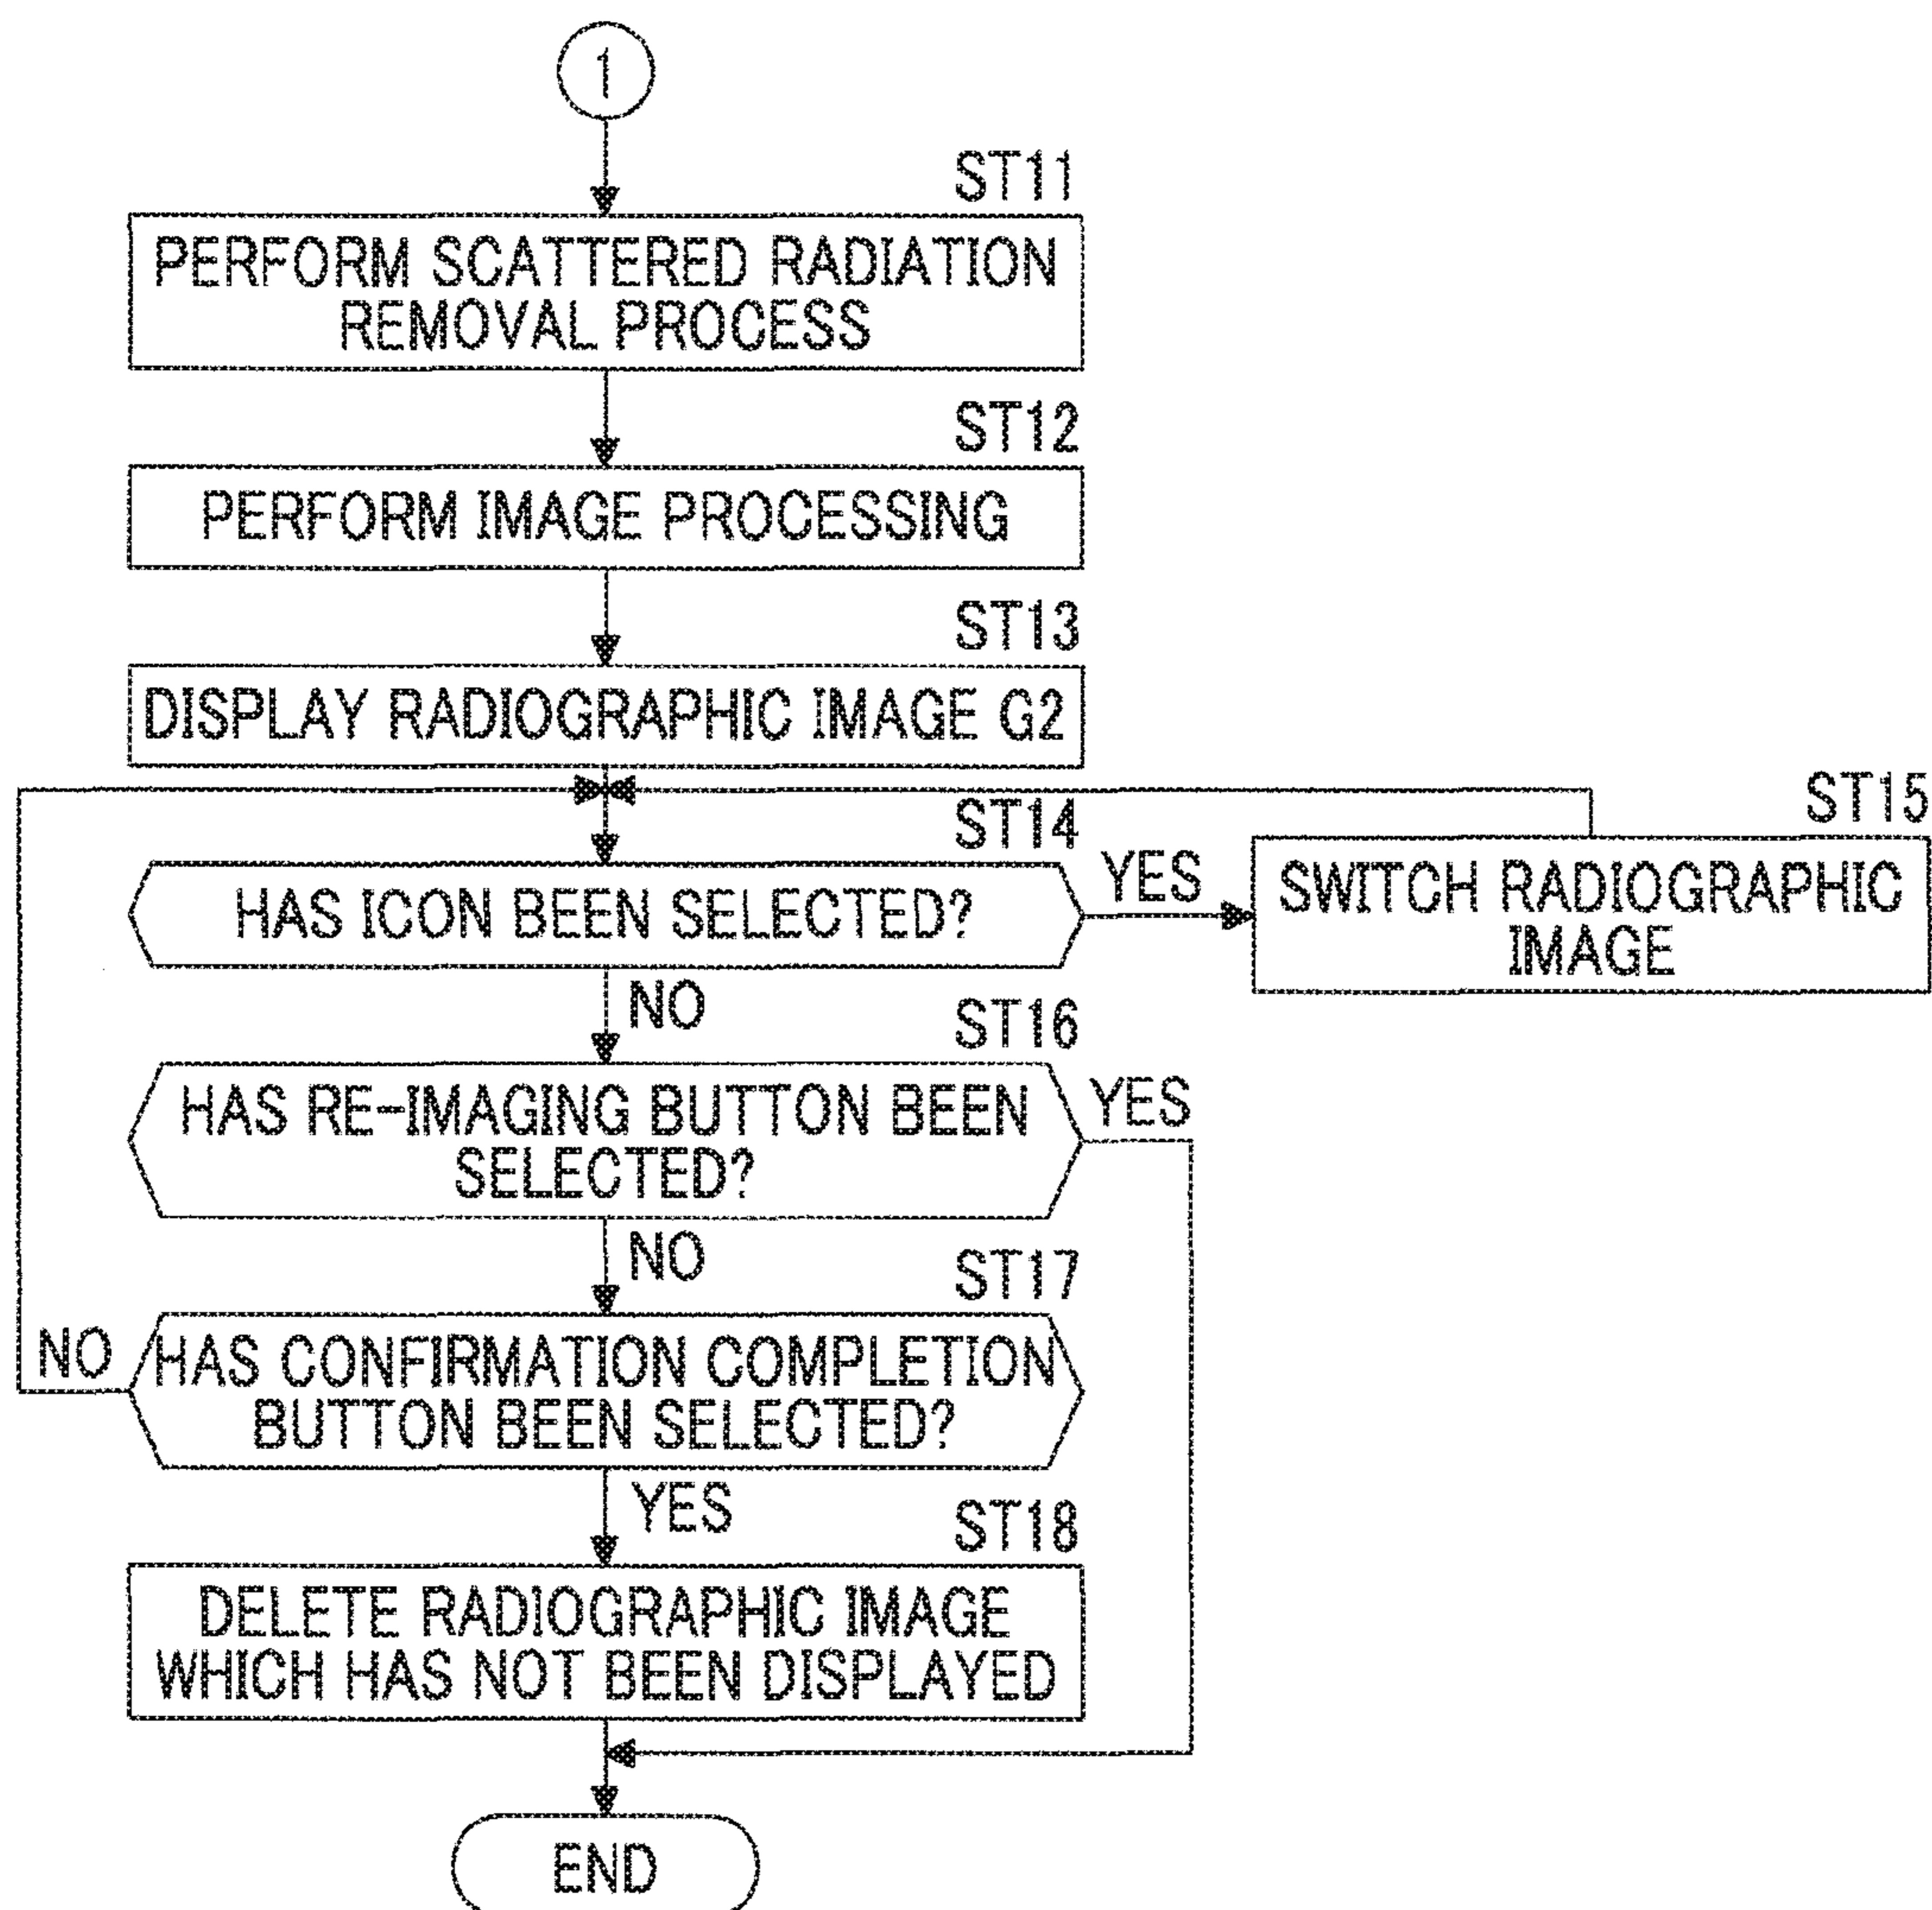 1
ST11
PERFORM SCATTERED RADIATION
REMOVAL PROCESS
ST12
PERFORM IMAGE PROCESSING
ST13
DISPLAY RADIOGRAPHIC IMAGE G2
ST14
HAS ICON BEEN SELECTED?
YES
ST15
SWITCH RADIOGRAPHIC
IMAGE
NO
ST16
HAS RE-IMAGING BUTTON BEEN
SELECTED?
YES
NO
ST17
HAS CONFIRMATION COMPLETION
BUTTON BEEN SELECTED?
NO
YES
ST18
DELETE RADIOGRAPHIC IMAGE
WHICH HAS NOT BEEN DISPLAYED
END